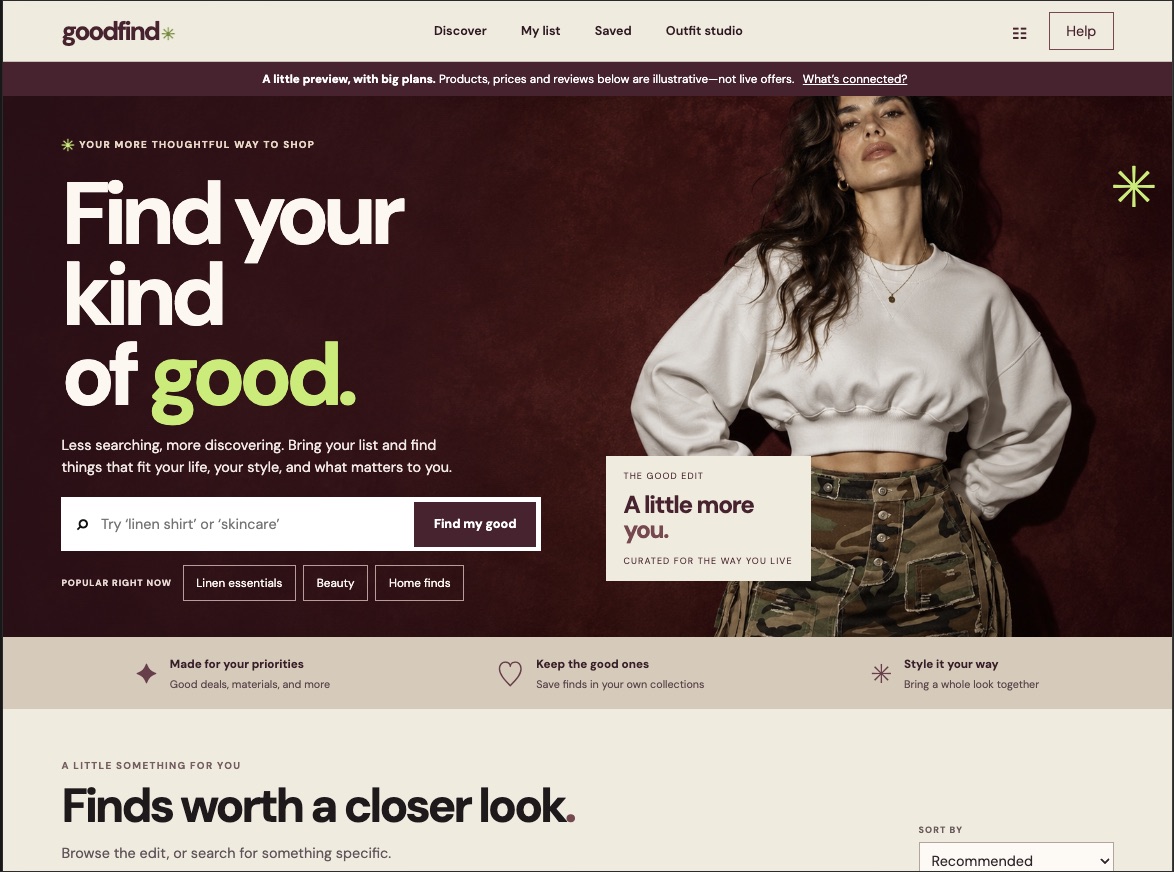 goodfind
Discover My list Saved Outfit studio
Help
A little preview, with big plans. Products, prices and reviews below are illustrative—not live offers. What's connected?
YOUR MORE THOUGHTFUL WAY TO SHOP
Find your
kind
of good.
Less searching, more discovering. Bring your list and find
things that fit your life, your style, and what matters to you.
Try ‘linen shirt’ or ‘skincare’
Find my good
POPULAR RIGHT NOW Linen essentials Beauty Home finds
THE GOOD EDIT
A little more
you.
CURATED FOR THE WAY YOU LIVE
Made for your priorities
Good deals, materials, and more
Keep the good ones
Save finds in your own collections
Style it your way
Bring a whole look together
A LITTLE SOMETHING FOR YOU
Finds worth a closer look.
Browse the edit, or search for something specific.
SORT BY
Recommended